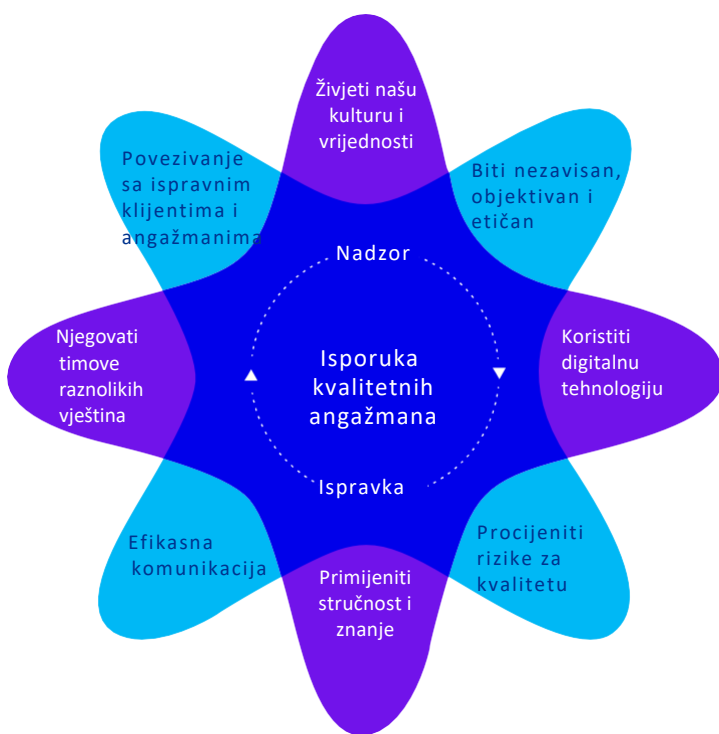 Živjeti našu
kulturu i
vrijednosti
Povezivanje
sa ispravnim
klijentima i
angažmanima
Biti nezavisan,
objektivan i
etičan
Nadzor
Njegovati
timove
raznolikih
vještina
Isporuka
kvalitetnih
angažmana
Koristiti
digitalnu
tehnologiju
Ispravka
Efikasna
komunikacija
Primijeniti
stručnost i
znanje
Procijeniti
rizike za
kvalitetu